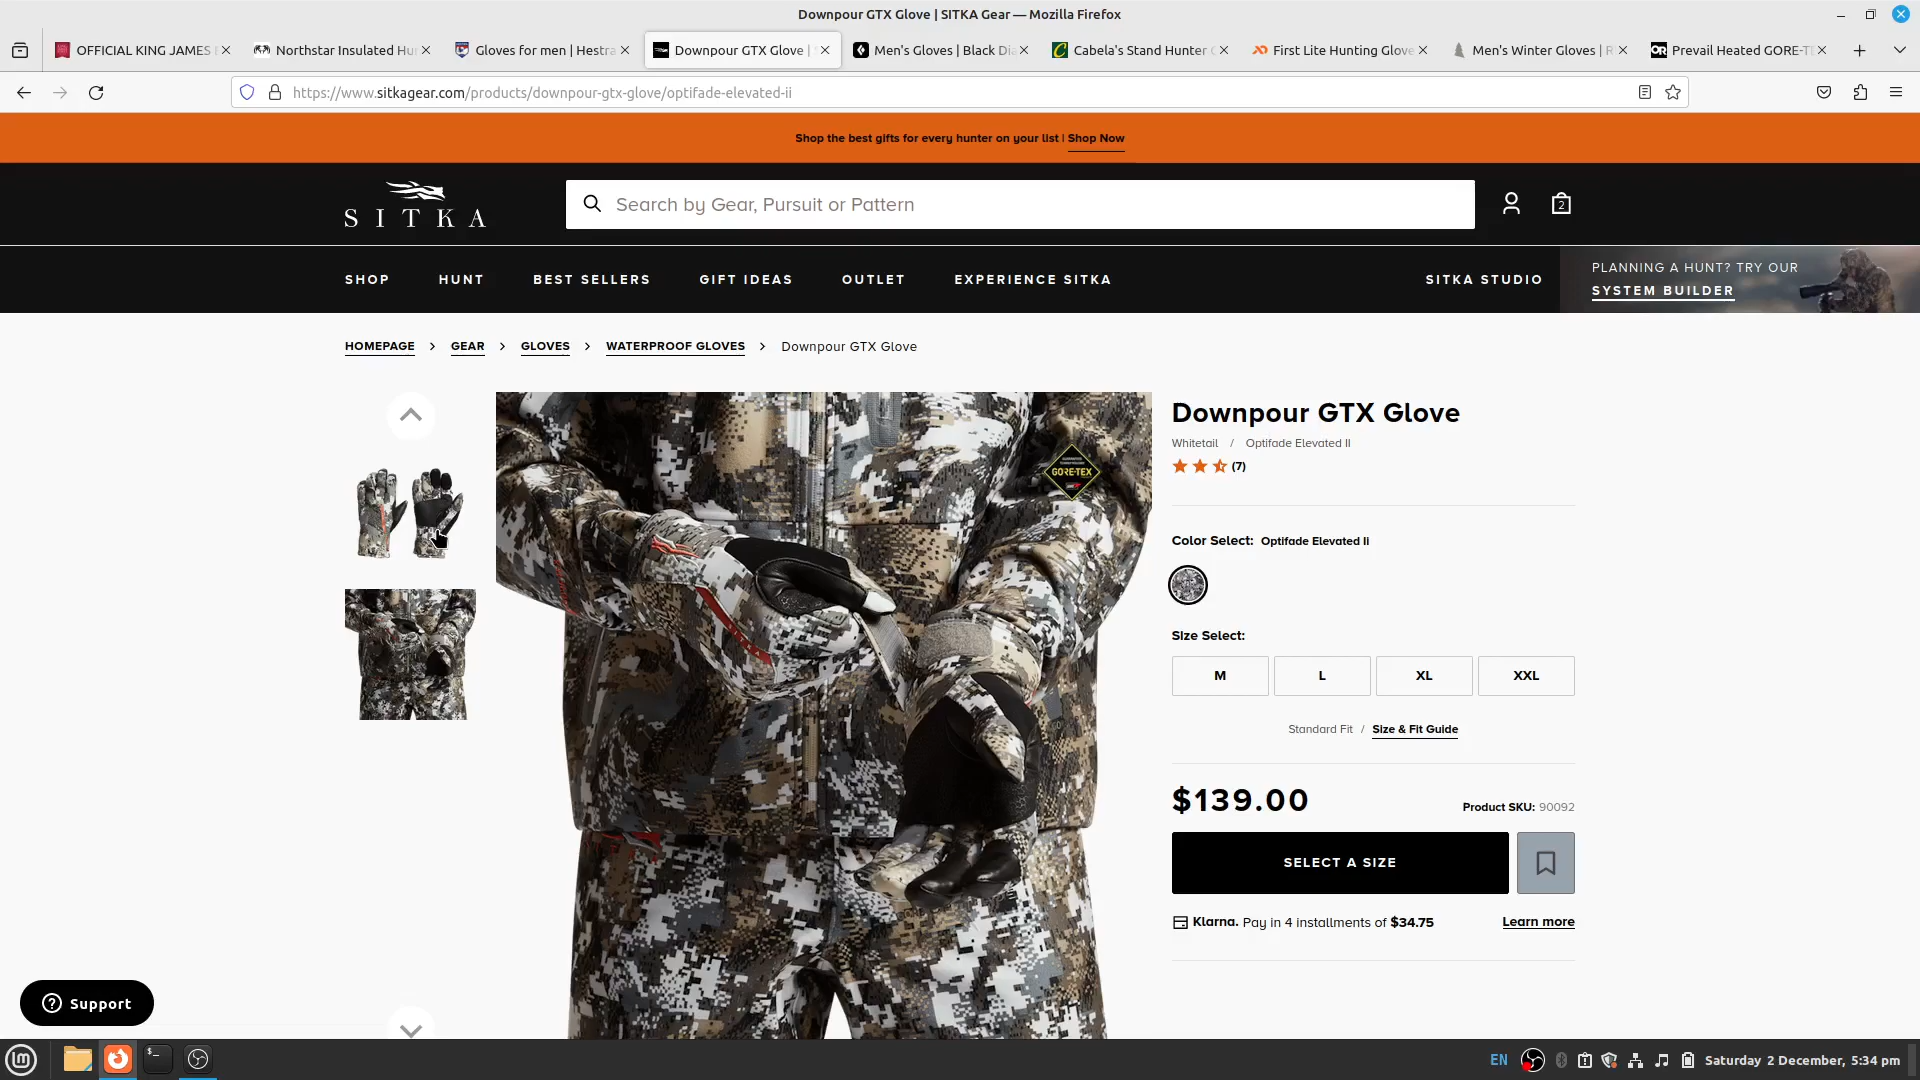 Downpour GTX Glove | SITKA Gear — Mozilla Firefox
OFFICIAL KING JAMES
Northstar Insulated Hu
Gloves for men | Hestra
Downpour GTX Glove |
Men's Gloves | Black Dia
Cabela's Stand Hunter
First Lite Hunting Glove
Men's Winter Gloves | R
OR
Prevail Heated GORE-T
https://www.sitkagear.com/products/downpour-gtx-glove/optifade-elevated-ii
Shop the best gifts for every hunter on your list | Shop Now
SITKA
Search by Gear, Pursuit or Pattern
2
SHOP
HUNT
BEST SELLERS
GIFT IDEAS
OUTLET
EXPERIENCE SITKA
SITKA STUDIO
PLANNING A HUNT? TRY OUR
SYSTEM BUILDER
HOMEPAGE > GEAR > GLOVES > WATERPROOF GLOVES > Downpour GTX Glove
GORE-TEX
SITKA
Downpour GTX Glove
Whitetail / Optifade Elevated II
(7)
Color Select: Optifade Elevated Ii
Size Select:
M
L
XL
XXL
Standard Fit / Size & Fit Guide
$139.00
Product SKU: 90092
SELECT A SIZE
Klarna. Pay in 4 installments of $34.75
Learn more
Support
EN
Saturday 2 December, 5:34 pm